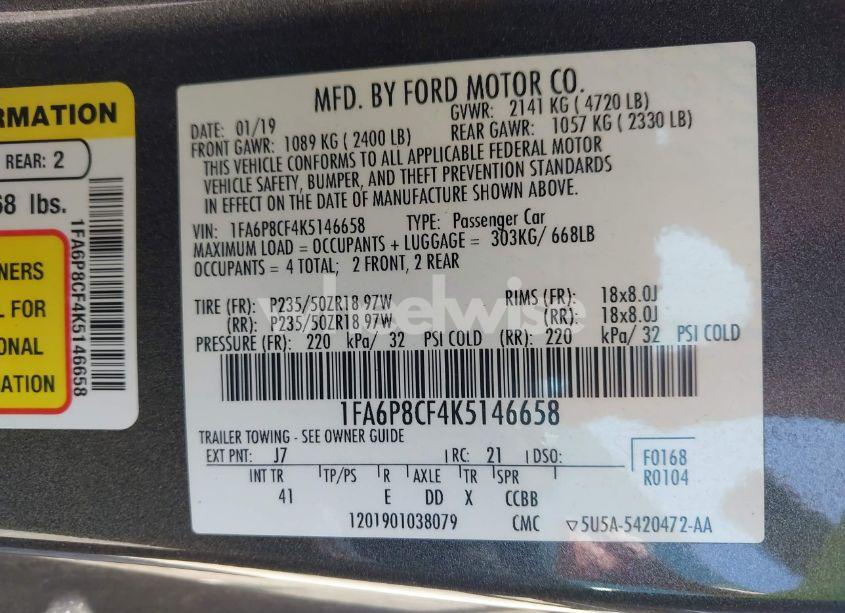 RMATION
REAR: 2
68 lbs.
1FA6P8CF4K5146658
NERS
L FOR
ONAL
ATION
MFD. BY FORD MOTOR CO.
DATE: 01/19
GVWR: 2141 KG ( 4720 LB)
FRONT GAWR: 1089 KG ( 2400 LB)
REAR GAWR: 1057 KG ( 2330 LB)
THIS VEHICLE CONFORMS TO ALL APPLICABLE FEDERAL MOTOR
VEHICLE SAFETY, BUMPER, AND THEFT PREVENTION STANDARDS
IN EFFECT ON THE DATE OF MANUFACTURE SHOWN ABOVE.
VIN: 1FA6P8CF4K5146658 TYPE: Passenger Car
MAXIMUM LOAD = OCCUPANTS + LUGGAGE = 303KG/ 668LB
OCCUPANTS = 4 TOTAL; 2 FRONT, 2 REAR
TIRE (FR): P235/50ZR18 97W RIMS (FR): 18x8.0J
(RR): P235/50ZR18 97W (RR): 18x8.0J
PRESSURE (FR): 220 kPa/ 32 PSI COLD (RR): 220 kPa/ 32 PSI COLD
wheelwise
1FA6P8CF4K5146658
TRAILER TOWING - SEE OWNER GUIDE
EXT PNT: J7 RC: 21 DSO:
F0168
R0104
INT TR TP/PS R AXLE TR SPR
41 E DD X CCBB
1201901038079 CMC ▽5U5A-5420472-AA